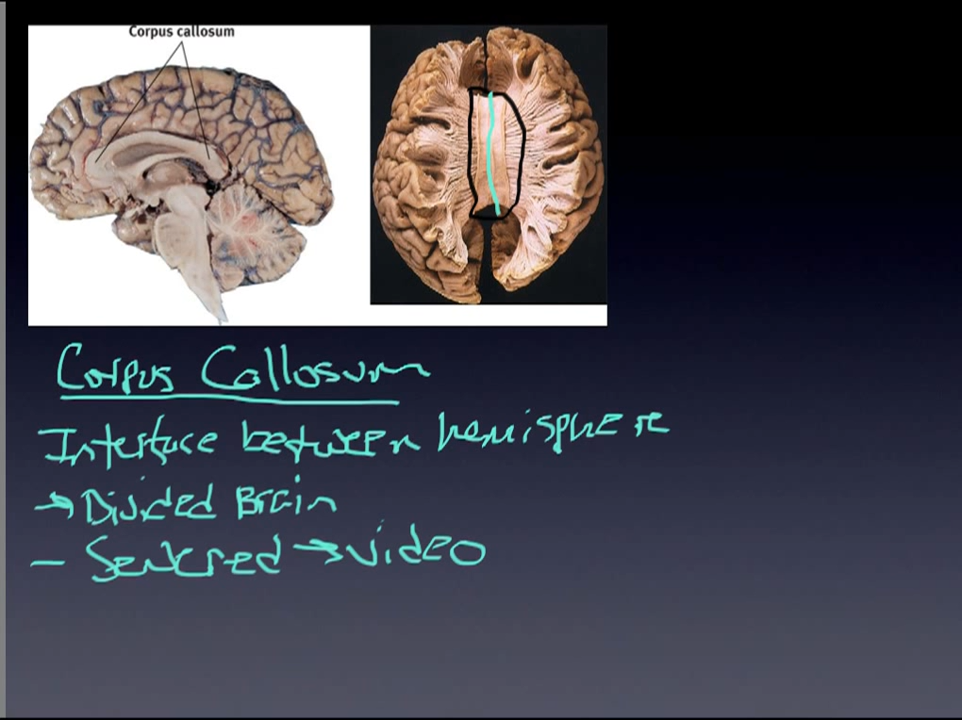 Corpus callosum
Corpus Callosum
Interface between hemisphere
→ Divided Brain
- Severed → video